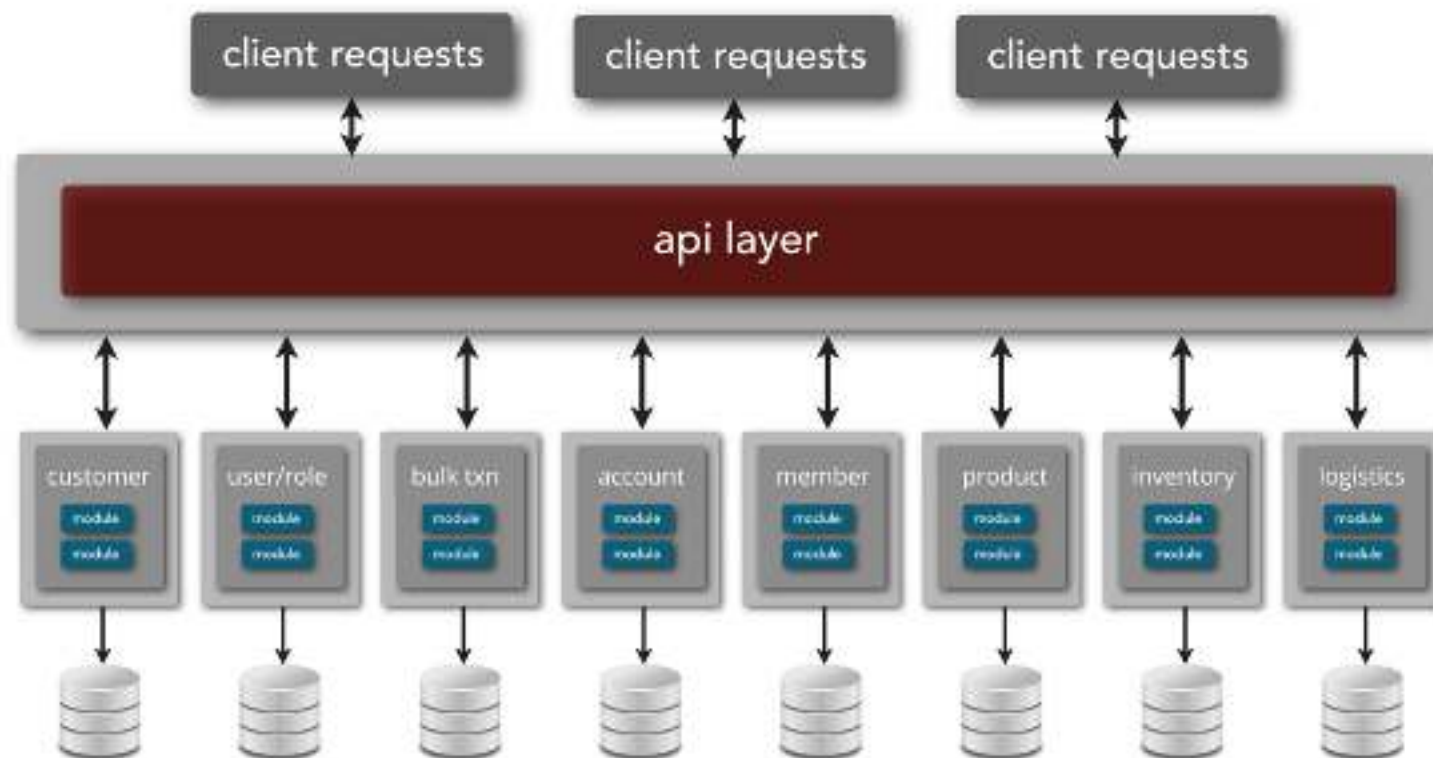 client requests
client requests
client requests
api layer
customer
module
module
user/role
module
module
bulk txn
module
module
account
module
module
member
module
module
product
module
module
inventory
module
module
logistics
module
module